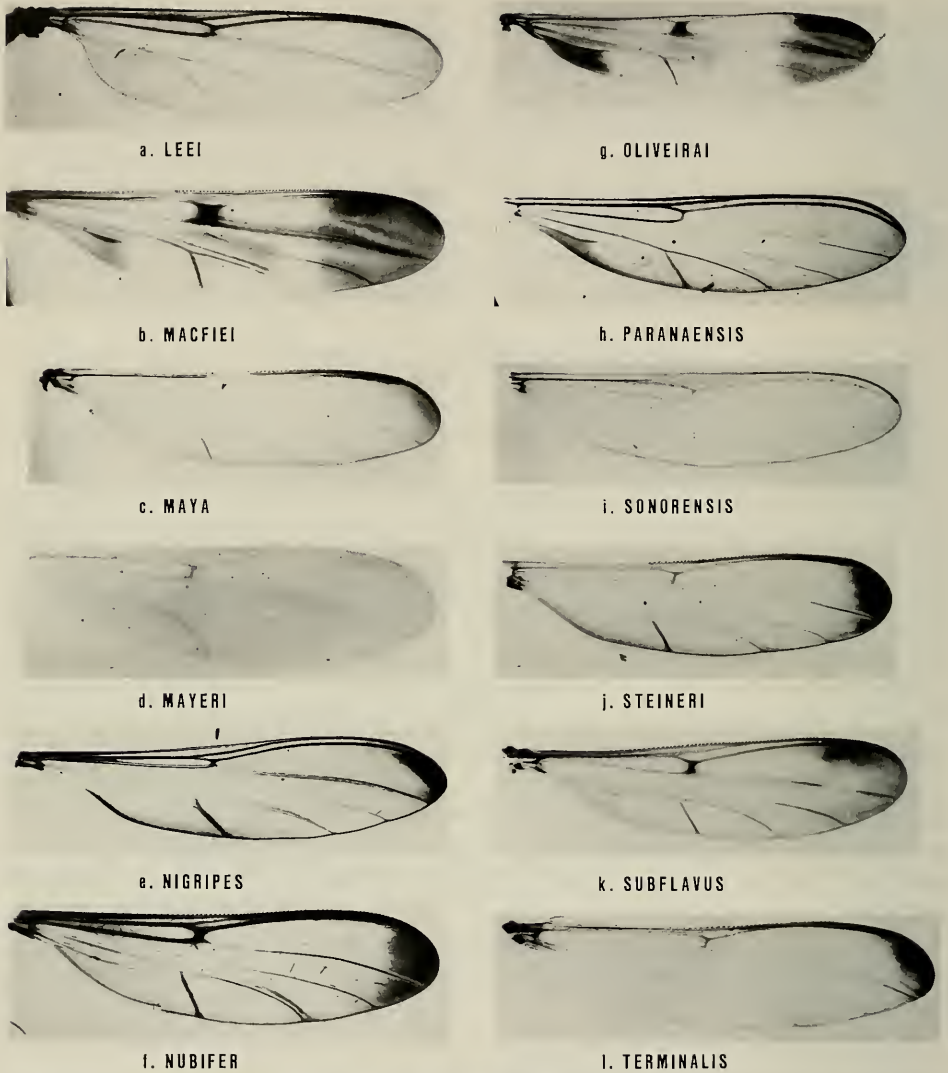 a. LEEI
g. OLIVEIRAI
b. MACFIEI
h. PARANAENSIS
c. MAYA
i. SONORENSIS
d. MAYERI
j. STEINERI
e. NIGRIPES
k. SUBFLAVUS
f. NUBIFER
l. TERMINALIS